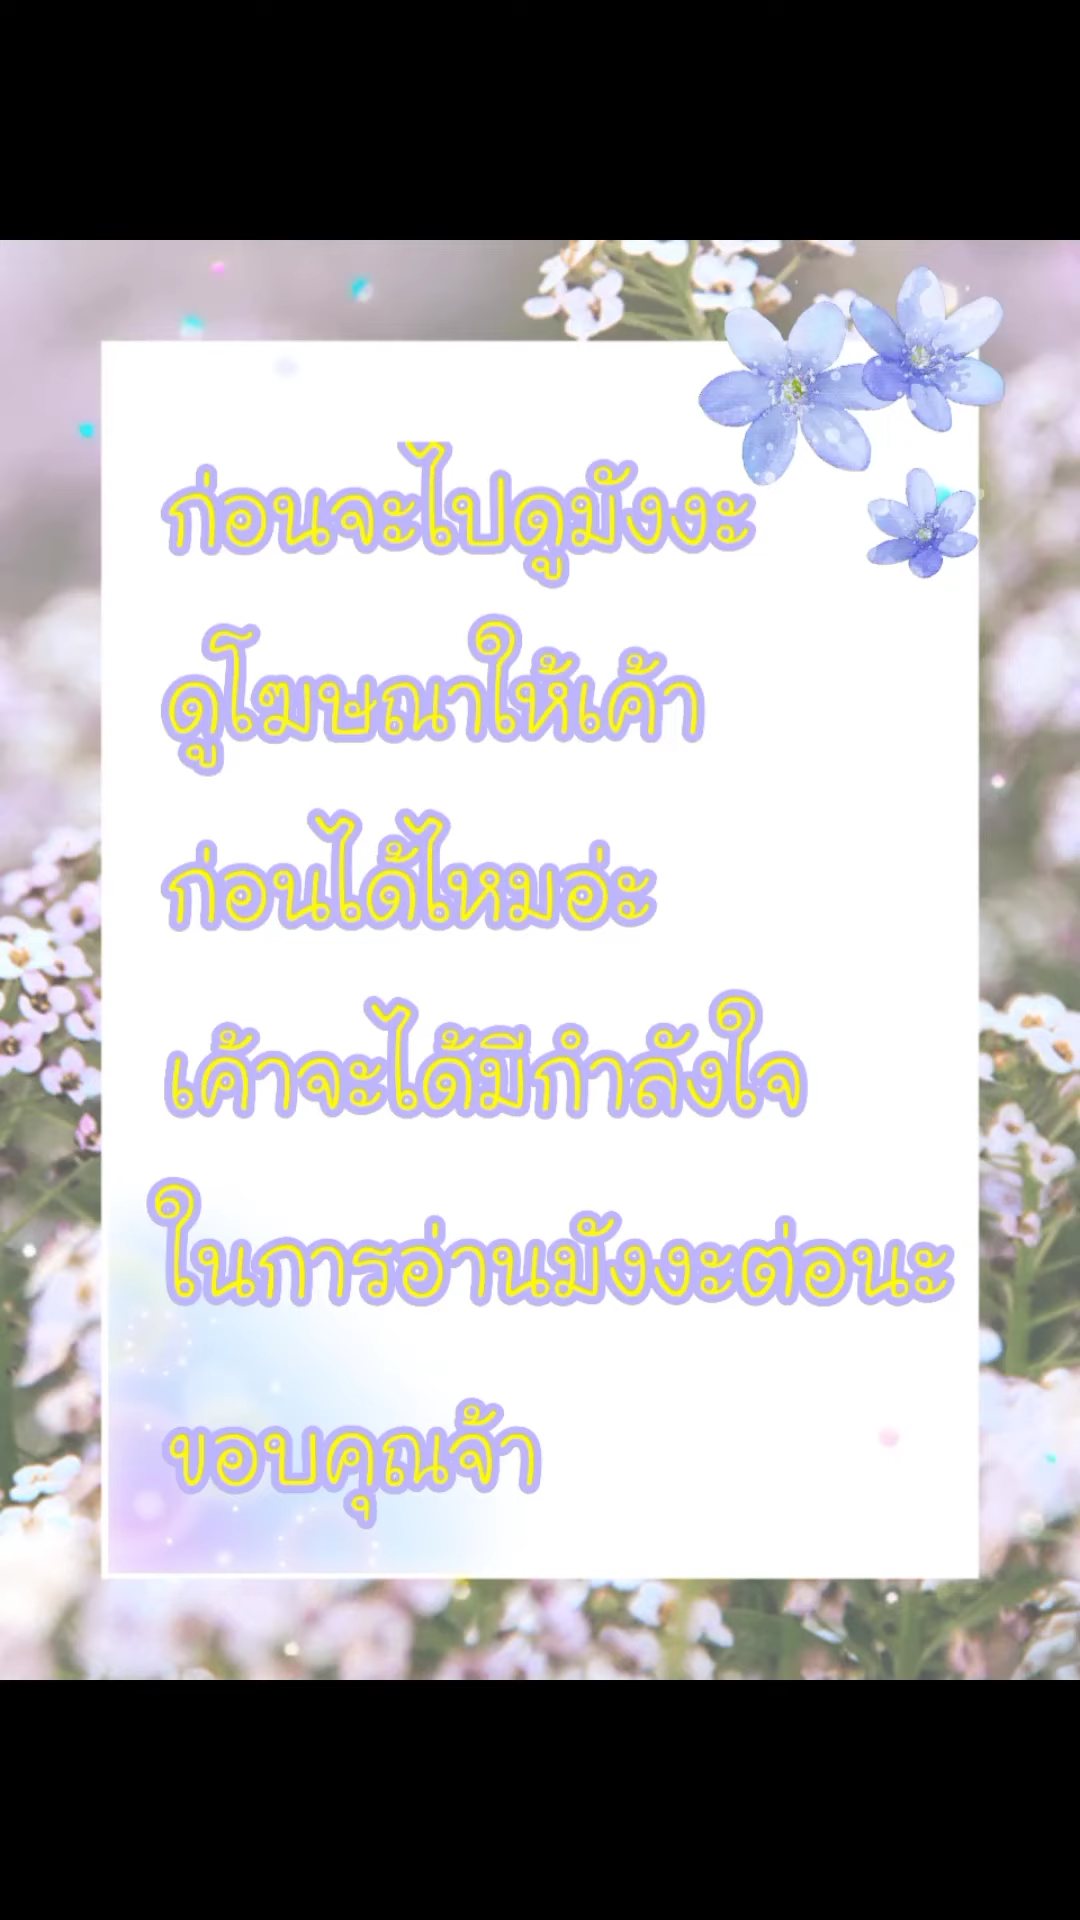 ก่อนจะไปดูมังงะ
ดูโฆษณาให้เค้า
ก่อนได้ไหมอ่ะ
เค้าจะได้มีกำลังใจ
ในการอ่านมังงะต่อนะ
ขอบคุณจ้า